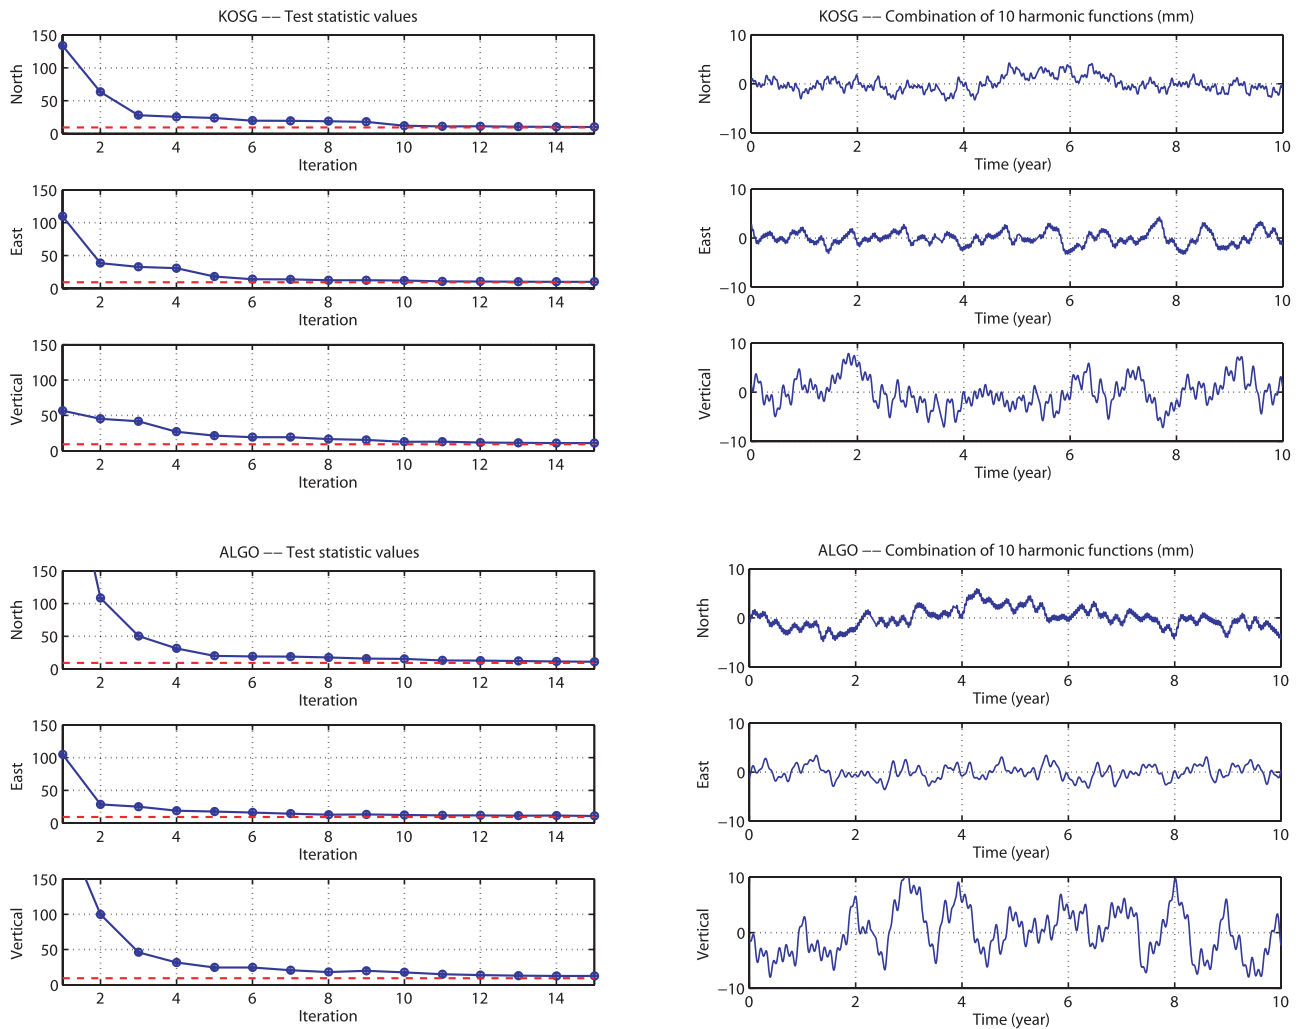 KOSG −− Test statistic values
150
100
50
0
North
2 4 6 8 10 12 14
Iteration
150
100
50
0
East
2 4 6 8 10 12 14
Iteration
150
100
50
0
Vertical
2 4 6 8 10 12 14
Iteration
KOSG −− Combination of 10 harmonic functions (mm)
10
0
−10
North
0 2 4 6 8 10
Time (year)
10
0
−10
East
0 2 4 6 8 10
Time (year)
10
0
−10
Vertical
0 2 4 6 8 10
Time (year)
ALGO −− Test statistic values
150
100
50
0
North
2 4 6 8 10 12 14
Iteration
150
100
50
0
East
2 4 6 8 10 12 14
Iteration
150
100
50
0
Vertical
2 4 6 8 10 12 14
Iteration
ALGO −− Combination of 10 harmonic functions (mm)
10
0
−10
North
0 2 4 6 8 10
Time (year)
10
0
−10
East
0 2 4 6 8 10
Time (year)
10
0
−10
Vertical
0 2 4 6 8 10
Time (year)